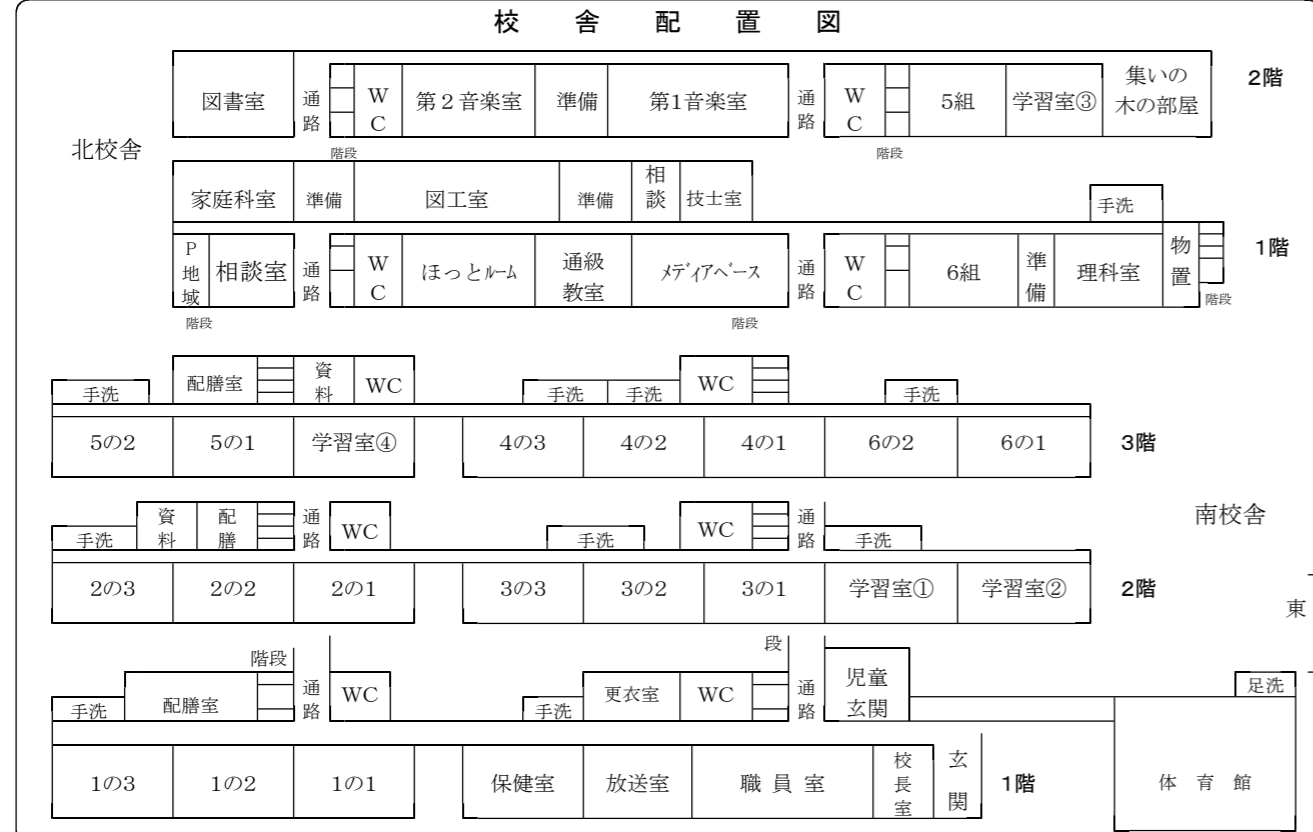 校舎配置図
図書室 通路 WC 第２音楽室 準備 第1音楽室 通路 WC 5組 学習室③ 集いの木の部屋 2階
北校舎
階段 階段
家庭科室 準備 図工室 準備 相談 技士室 手洗
P地域 相談室 通路 WC ほっとルーム 通級教室 メディアベース 通路 WC 6組 準備 理科室 物置 1階
階段 階段 階段
手洗 配膳室 資料 WC 手洗 手洗 WC 手洗
5の2 5の1 学習室④ 4の3 4の2 4の1 6の2 6の1 3階
南校舎
手洗 資料 配膳 通路 WC 手洗 WC 通路 手洗
2の3 2の2 2の1 3の3 3の2 3の1 学習室① 学習室② 2階
東
階段 段
手洗 配膳室 通路 WC 手洗 更衣室 WC 通路 児童玄関 足洗
1の3 1の2 1の1 保健室 放送室 職員室 校長室 玄関 1階 体育館